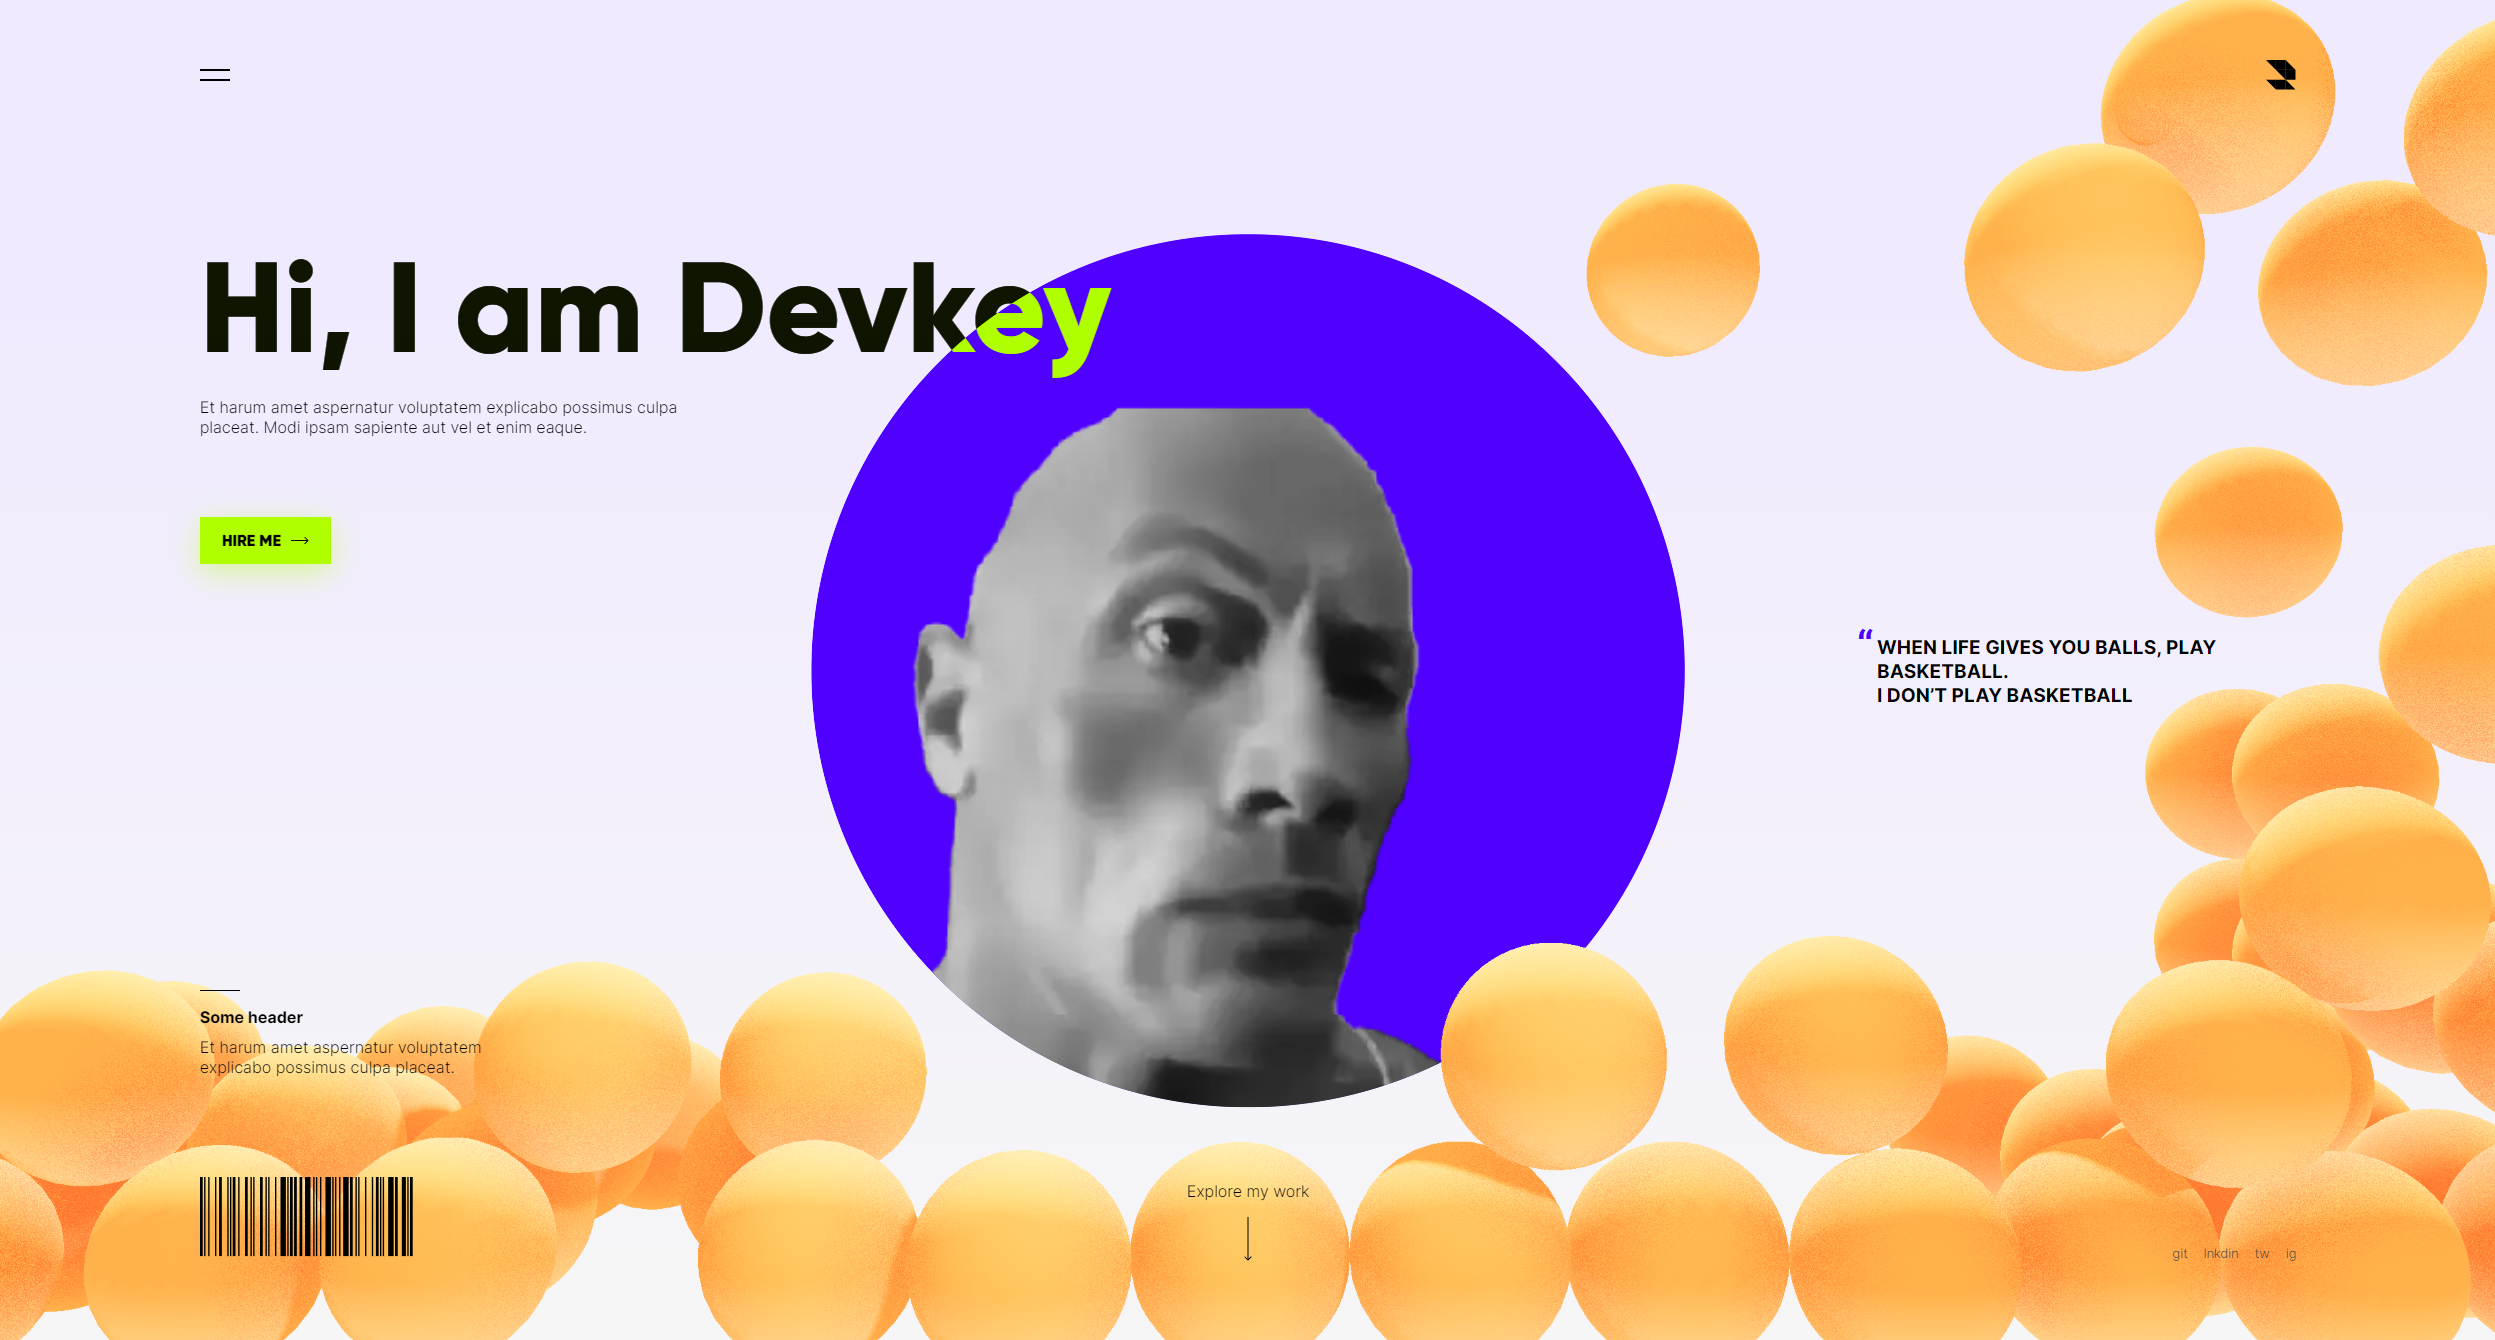 Hi, I am Devkey
Et harum amet aspernatur voluptatem explicabo possimus culpa
placeat. Modi ipsam sapiente aut vel et enim eaque.
HIRE ME
“ WHEN LIFE GIVES YOU BALLS, PLAY
BASKETBALL.
I DON’T PLAY BASKETBALL
Some header
Et harum amet aspernatur voluptatem
explicabo possimus culpa placeat.
Explore my work
git lnkdin tw ig